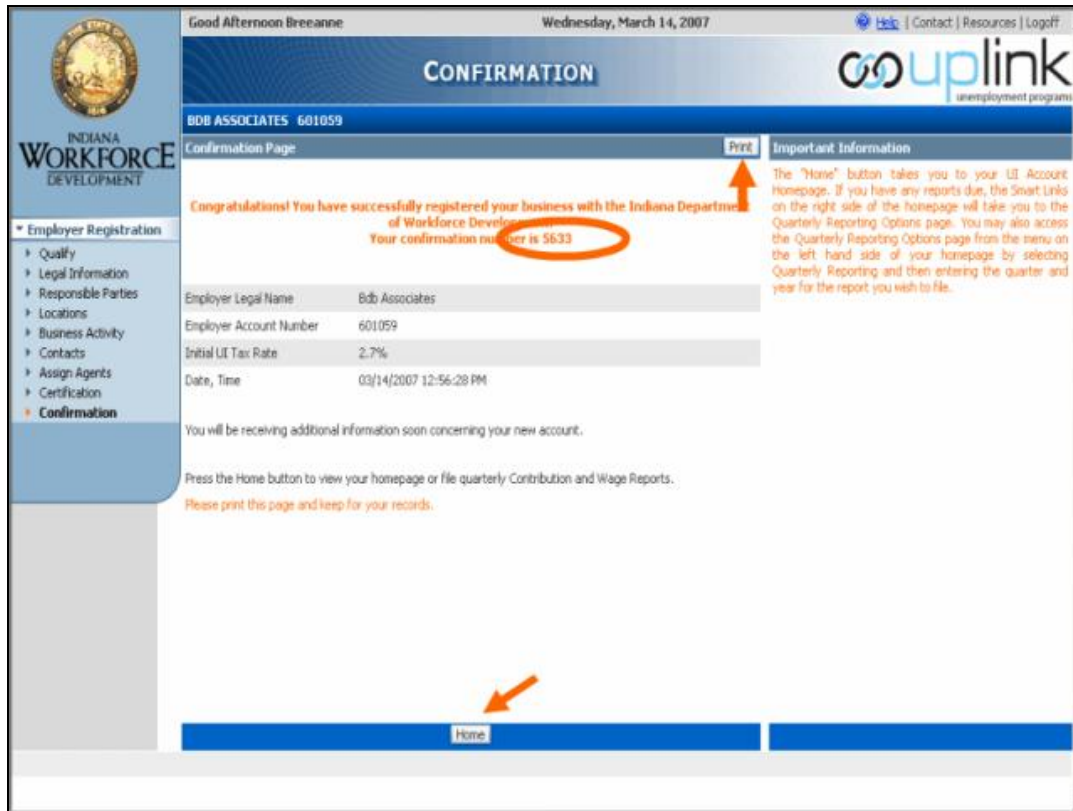 Good Afternoon Breeanne
Wednesday, March 14, 2007
Help | Contact | Resources | Logoff
CONFIRMATION
uplink
unemployment programs
INDIANA
WORKFORCE
DEVELOPMENT
BDB ASSOCIATES 601059
Confirmation Page
Print
Important Information
Employer Registration
Qualify
Legal Information
Responsible Parties
Locations
Business Activity
Contacts
Assign Agents
Certification
Confirmation
Congratulations! You have successfully registered your business with the Indiana Department
of Workforce
Your confirmation number is 5633
Employer Legal Name Bdb Associates
Employer Account Number 601059
Initial UI Tax Rate 2.7%
Date, Time 03/14/2007 12:56:28 PM
You will be receiving additional information soon concerning your new account.
Press the Home button to view your homepage or file quarterly Contribution and Wage Reports.
Please print this page and keep for your records.
The "Home" button takes you to your UI Account
Homepage. If you have any reports due, the Smart Links
on the right side of the homepage will take you to the
Quarterly Reporting Options page. You may also access
the Quarterly Reporting Options page from the menu on
the left hand side of your homepage by selecting
Quarterly Reporting and then entering the quarter and
year for the report you wish to file.
Home